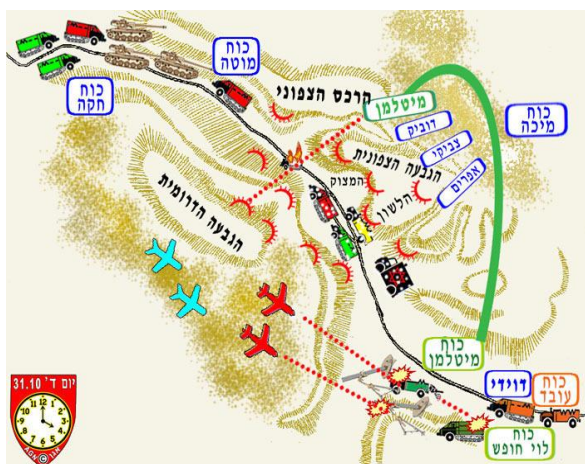 כוח
מוטה
כוח
חקה
הרכס הצפוני
מיטלמן
דוביק
צביקי
אפרים
כוח
מיכה
הגבעה הצפונית
המצוק
הלשון
הגבעה הדרומית
כוח
מיטלמן
דוידי
כוח
עובד
כוח
לוי חופש
יום ד' 31.10